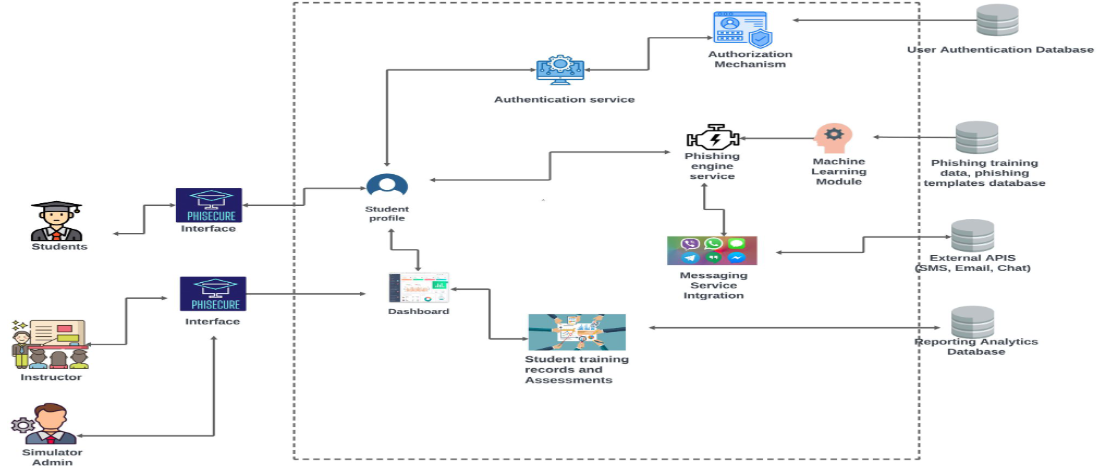 User Authentication Database
Authorization
Mechanism
Authentication service
Phishing
engine
service
Machine
Learning
Module
Phishing training
data, phishing
templates database
PHISECURE
Interface
Student
profile
Students
External APIS
(SMS, Email, Chat)
Messaging
Service
Intgration
PHISECURE
Interface
Dashboard
Reporting Analytics
Database
Student training
records and
Assessments
Instructor
Simulator
Admin